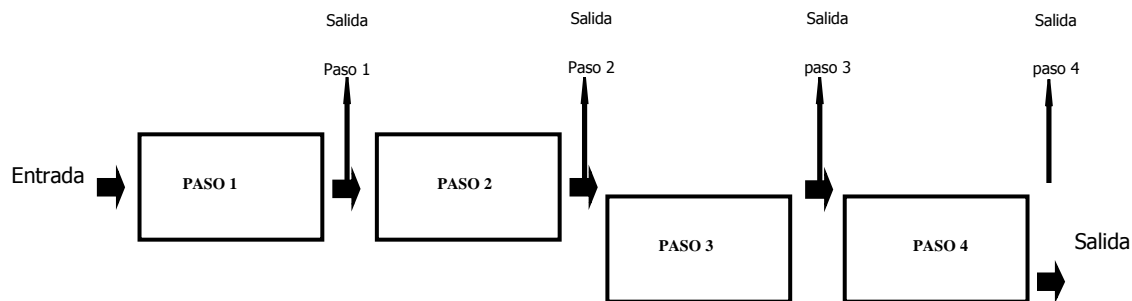 Salida
Salida
Salida
Salida
Paso 1
Paso 2
paso 3
paso 4
Entrada
PASO 1
PASO 2
PASO 3
PASO 4
Salida